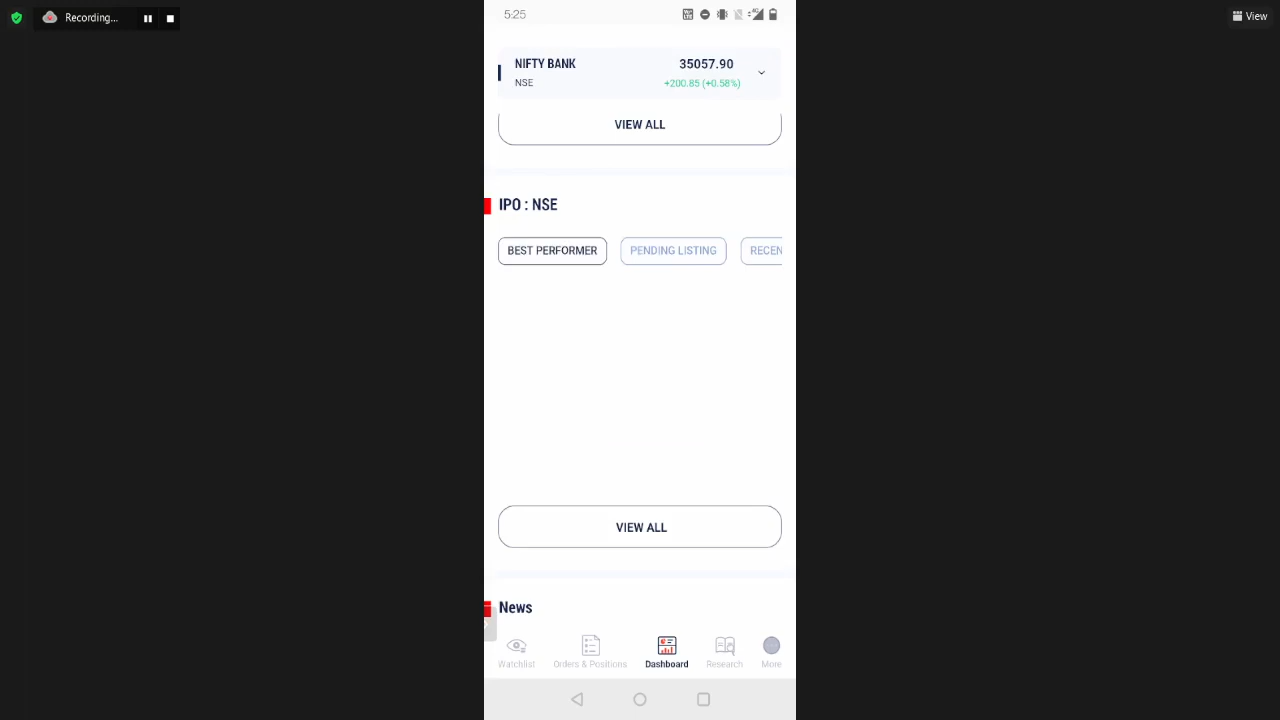 Recording...
View
5:25
NIFTY BANK 35057.90
NSE +200.85 (+0.58%)
VIEW ALL
IPO : NSE
BEST PERFORMER PENDING LISTING RECEN
VIEW ALL
News
Watchlist Orders & Positions Dashboard Research More